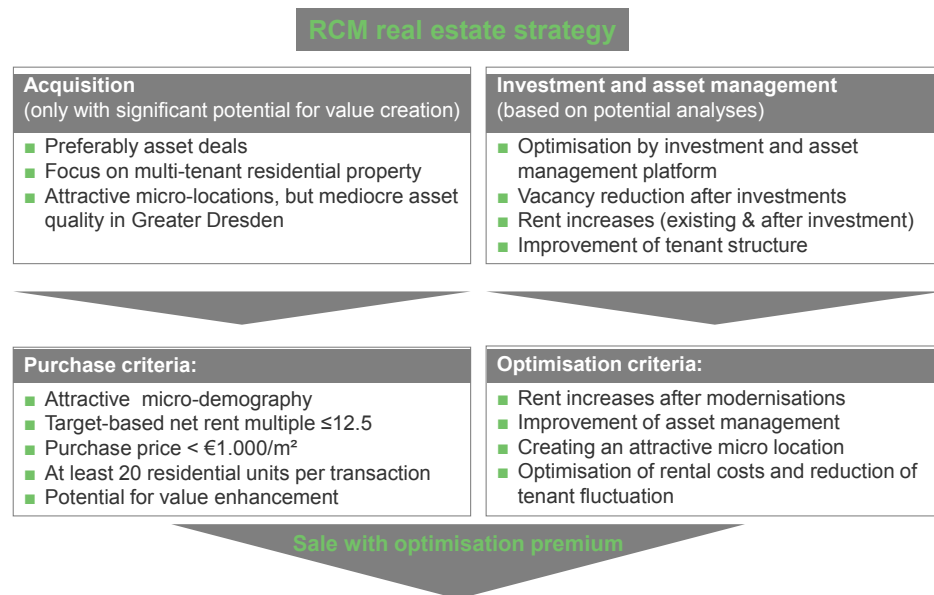 RCM real estate strategy
Acquisition
(only with significant potential for value creation)
■ Preferably asset deals
■ Focus on multi-tenant residential property
■ Attractive micro-locations, but mediocre asset
quality in Greater Dresden
Investment and asset management
(based on potential analyses)
■ Optimisation by investment and asset
management platform
■ Vacancy reduction after investments
■ Rent increases (existing & after investment)
■ Improvement of tenant structure
Purchase criteria:
■ Attractive micro-demography
■ Target-based net rent multiple ≤12.5
■ Purchase price < €1.000/m²
■ At least 20 residential units per transaction
■ Potential for value enhancement
Optimisation criteria:
■ Rent increases after modernisations
■ Improvement of asset management
■ Creating an attractive micro location
■ Optimisation of rental costs and reduction of
tenant fluctuation
Sale with optimisation premium